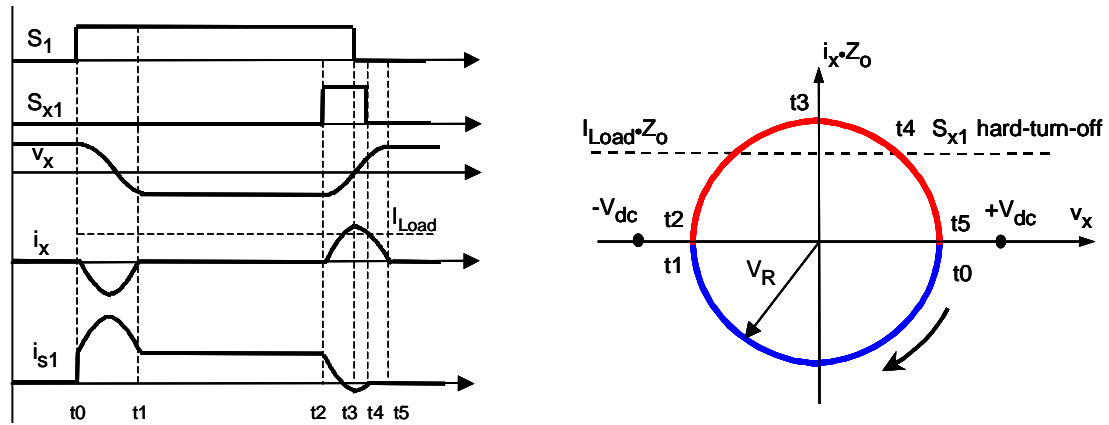 S1
Sx1
vx
ILoad
ix
is1
t0 t1 t2 t3 t4 t5
ix•Zo
t3
ILoad•Zo
t4
Sx1 hard-turn-off
-Vdc
t2
t5
+Vdc
vx
t1
VR
t0